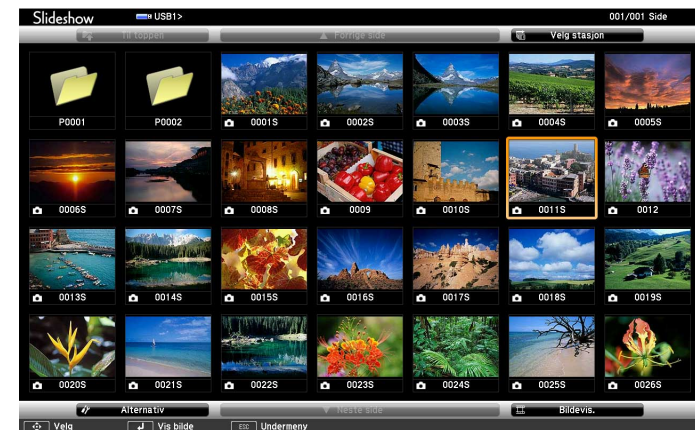 Slideshow USB1> 001/001 Side
Til toppen Forrige side Velg stasjon
P0001 P0002 0001S 0002S 0003S 0004S 0005S
0006S 0007S 0008S 0009 0010S 0011S 0012
0013S 0014S 0015S 0016S 0017S 0018S 0019S
0020S 0021S 0022S 0023S 0024S 0025S 0026S
Alternativ Neste side Bildevis.
Velg Vis bilde ESC Undermeny